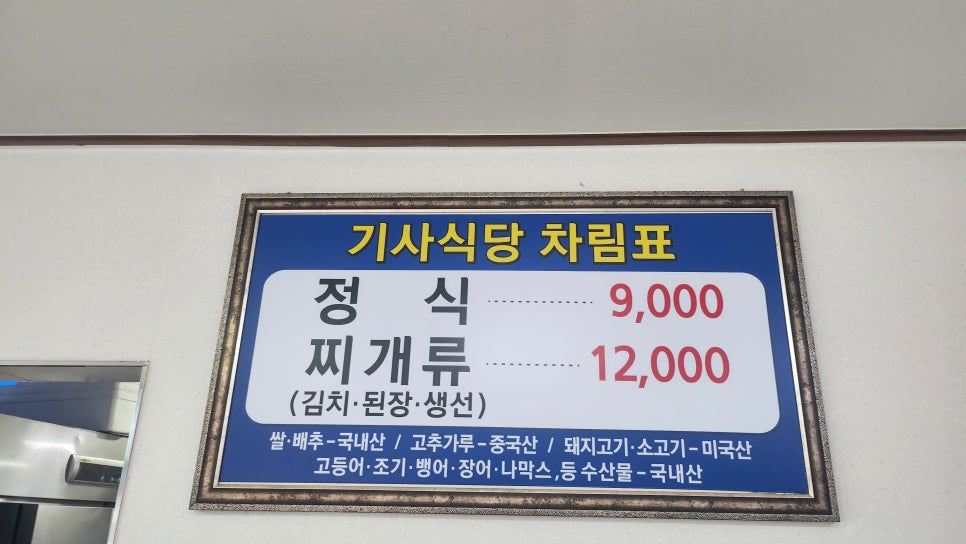 기사식당 차림표
정 식 ················ 9,000
찌개류 ················ 12,000
(김치·된장·생선)
쌀·배추-국내산 / 고추가루-중국산 / 돼지고기·소고기-미국산
고등어·조기·뱅어·장어·나막스,등 수산물-국내산